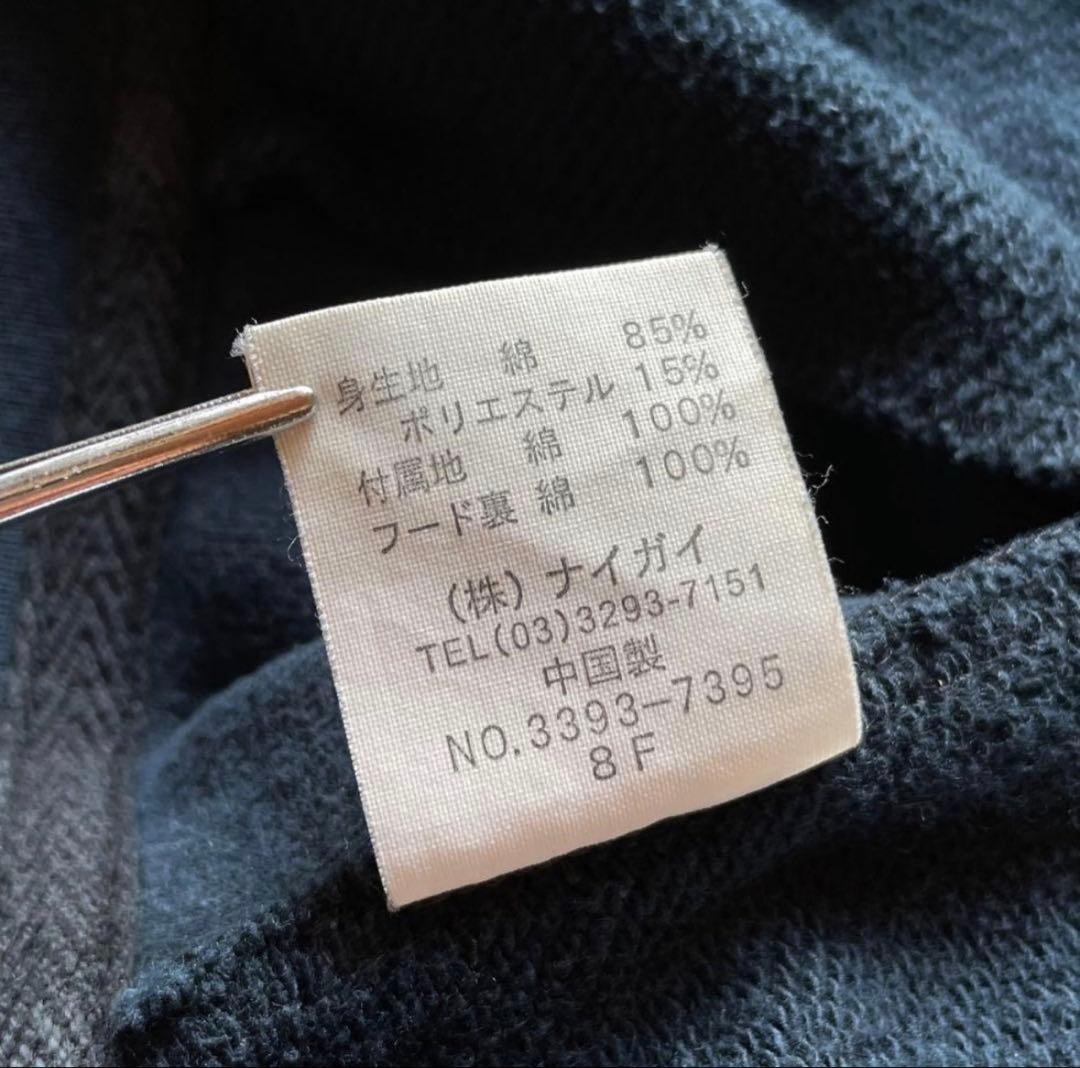 身生地 綿 85%
ポリエステル 15%
付属地 綿 100%
フード裏 綿 100%
(株) ナイガイ
TEL(03)3293-7151
中国製
NO.3393-7395
8F